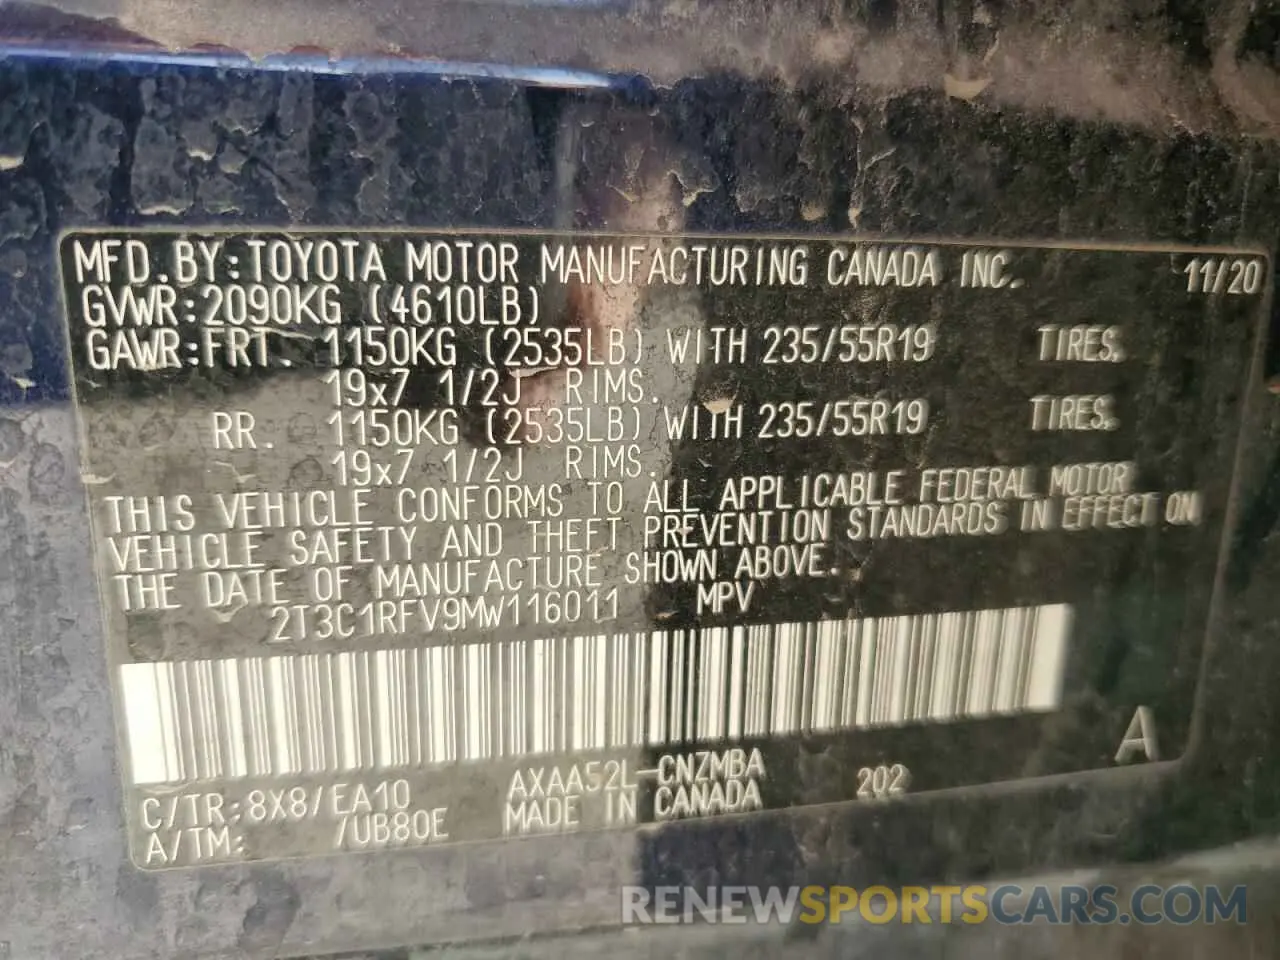 MFD.BY:TOYOTA MOTOR MANUFACTURING CANADA INC. 11/20
GVWR:2090KG (4610LB)
GAWR:FRT. 1150KG (2535LB) WITH 235/55R19 TIRES,
19x7 1/2J RIMS.
RR. 1150KG (2535LB) WITH 235/55R19 TIRES,
19x7 1/2J RIMS.
THIS VEHICLE CONFORMS TO ALL APPLICABLE FEDERAL MOTOR
VEHICLE SAFETY AND THEFT PREVENTION STANDARDS IN EFFECT ON
THE DATE OF MANUFACTURE SHOWN ABOVE.
2T3C1RFV9MW116011 MPV
A
C/TR:8X8/EA10 AXAA52L-CNZMBA 202
A/TM: /UB80E MADE IN CANADA
RENEWSPORTSCARS.COM